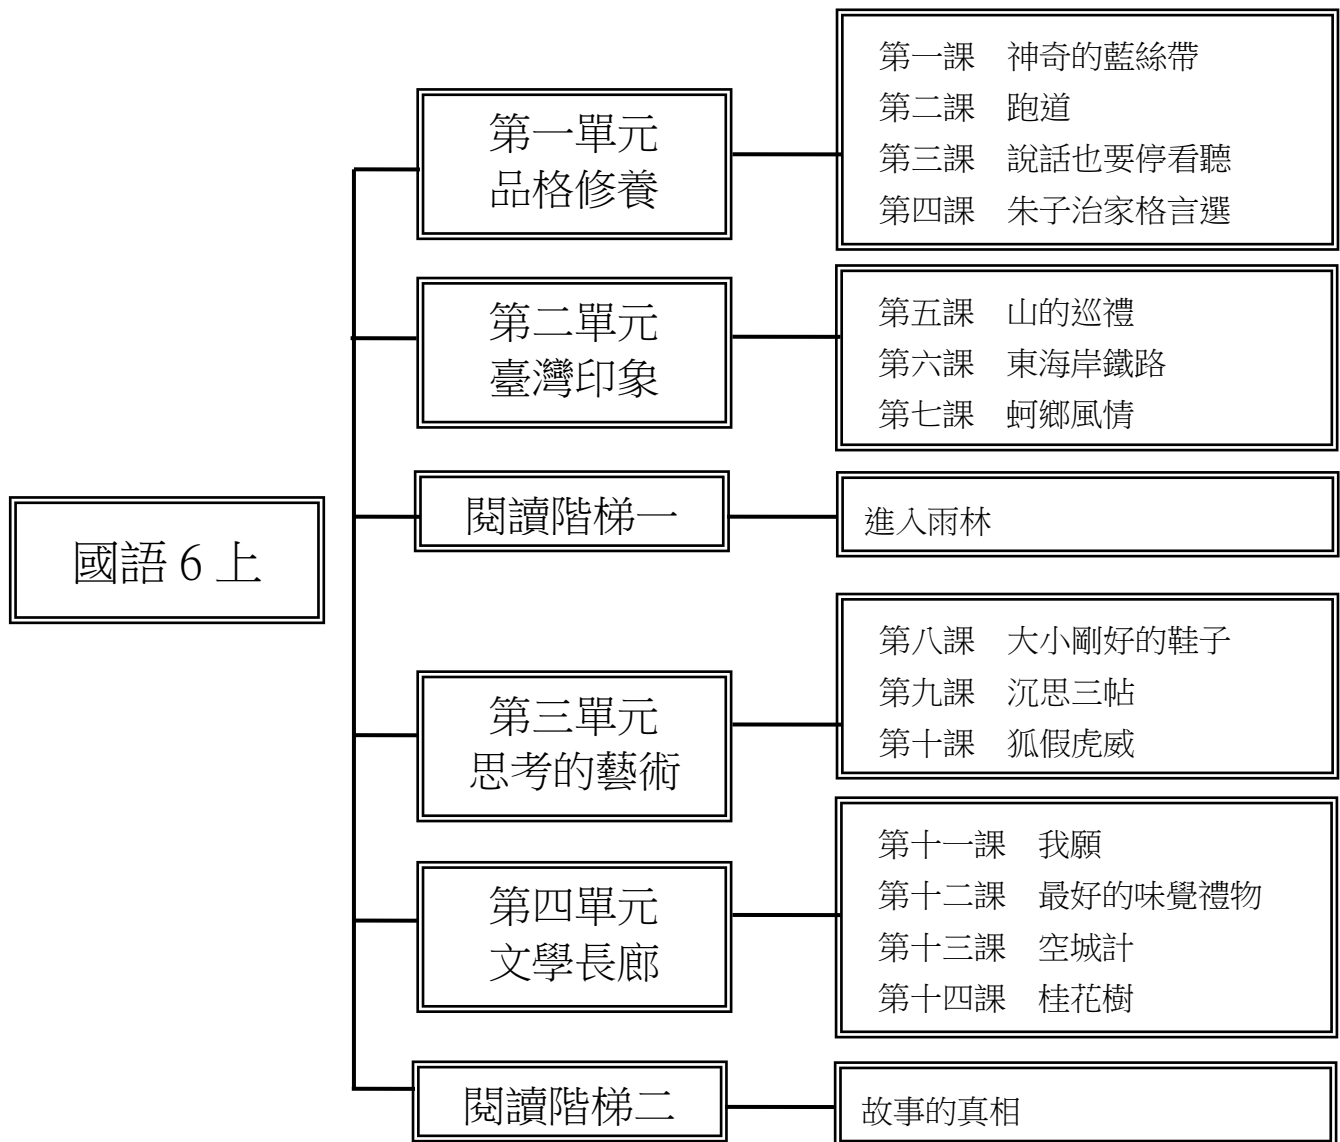 國語 6 上
第一單元
品格修養
第一課　神奇的藍絲帶
第二課　跑道
第三課　說話也要停看聽
第四課　朱子治家格言選
第二單元
臺灣印象
第五課　山的巡禮
第六課　東海岸鐵路
第七課　蚵鄉風情
閱讀階梯一
進入雨林
第三單元
思考的藝術
第八課　大小剛好的鞋子
第九課　沉思三帖
第十課　狐假虎威
第四單元
文學長廊
第十一課　我願
第十二課　最好的味覺禮物
第十三課　空城計
第十四課　桂花樹
閱讀階梯二
故事的真相